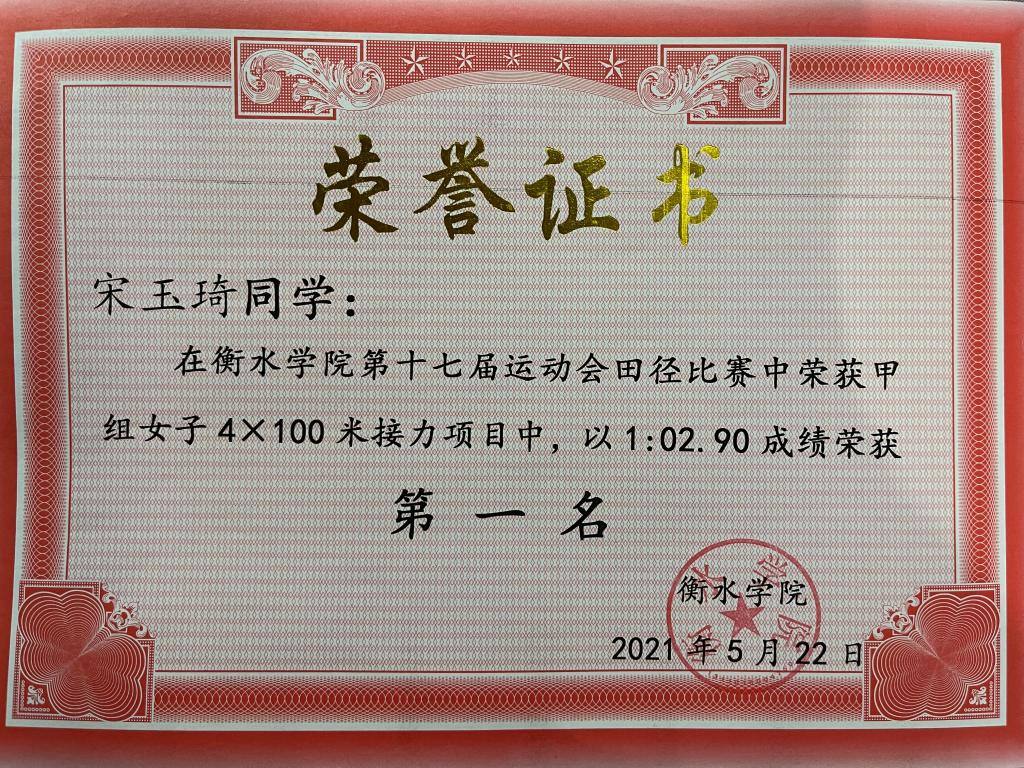 荣誉证书
宋玉琦同学：
在衡水学院第十七届运动会田径比赛中荣获甲
组女子4×100米接力项目中，以1:02.90成绩荣获
第一名
衡水学院
2021年5月22日